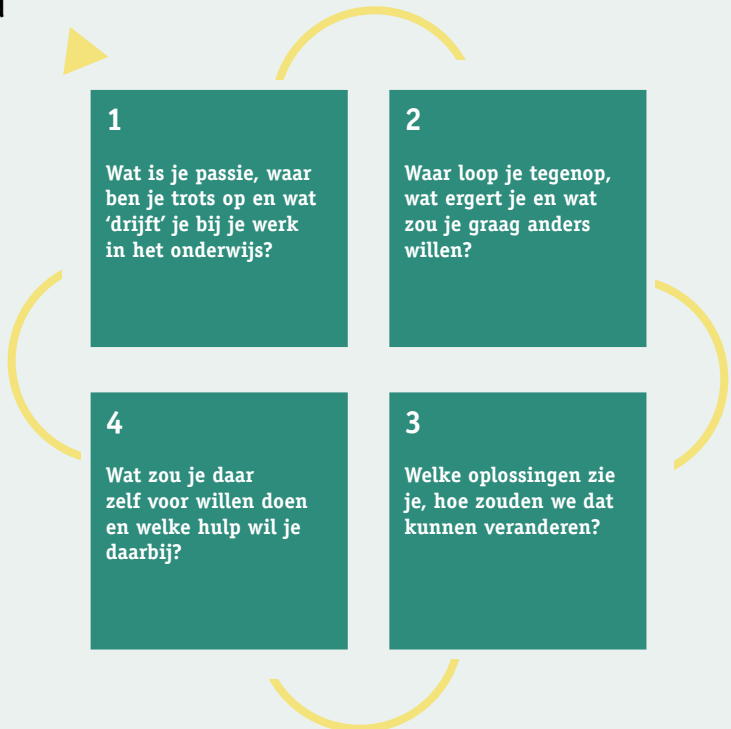 1
Wat is je passie, waar
ben je trots op en wat
‘drijft’ je bij je werk
in het onderwijs?
2
Waar loop je tegenop,
wat ergert je en wat
zou je graag anders
willen?
3
Welke oplossingen zie
je, hoe zouden we dat
kunnen veranderen?
4
Wat zou je daar
zelf voor willen doen
en welke hulp wil je
daarbij?